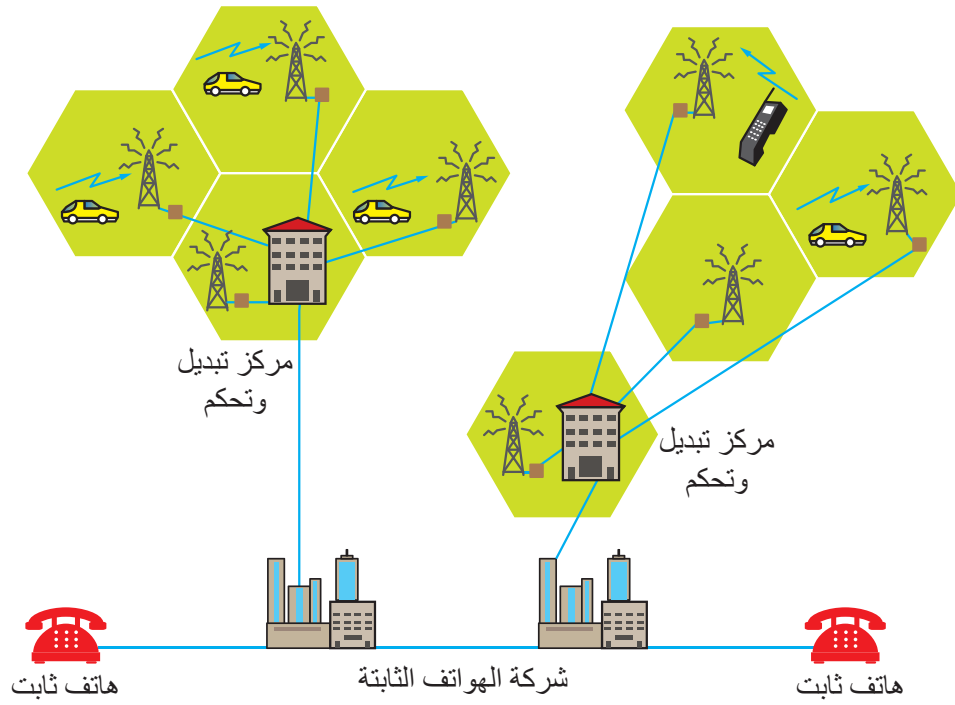 مركز تبديل
وتحكم
مركز تبديل
وتحكم
شركة الهواتف الثابتة
هاتف ثابت
هاتف ثابت